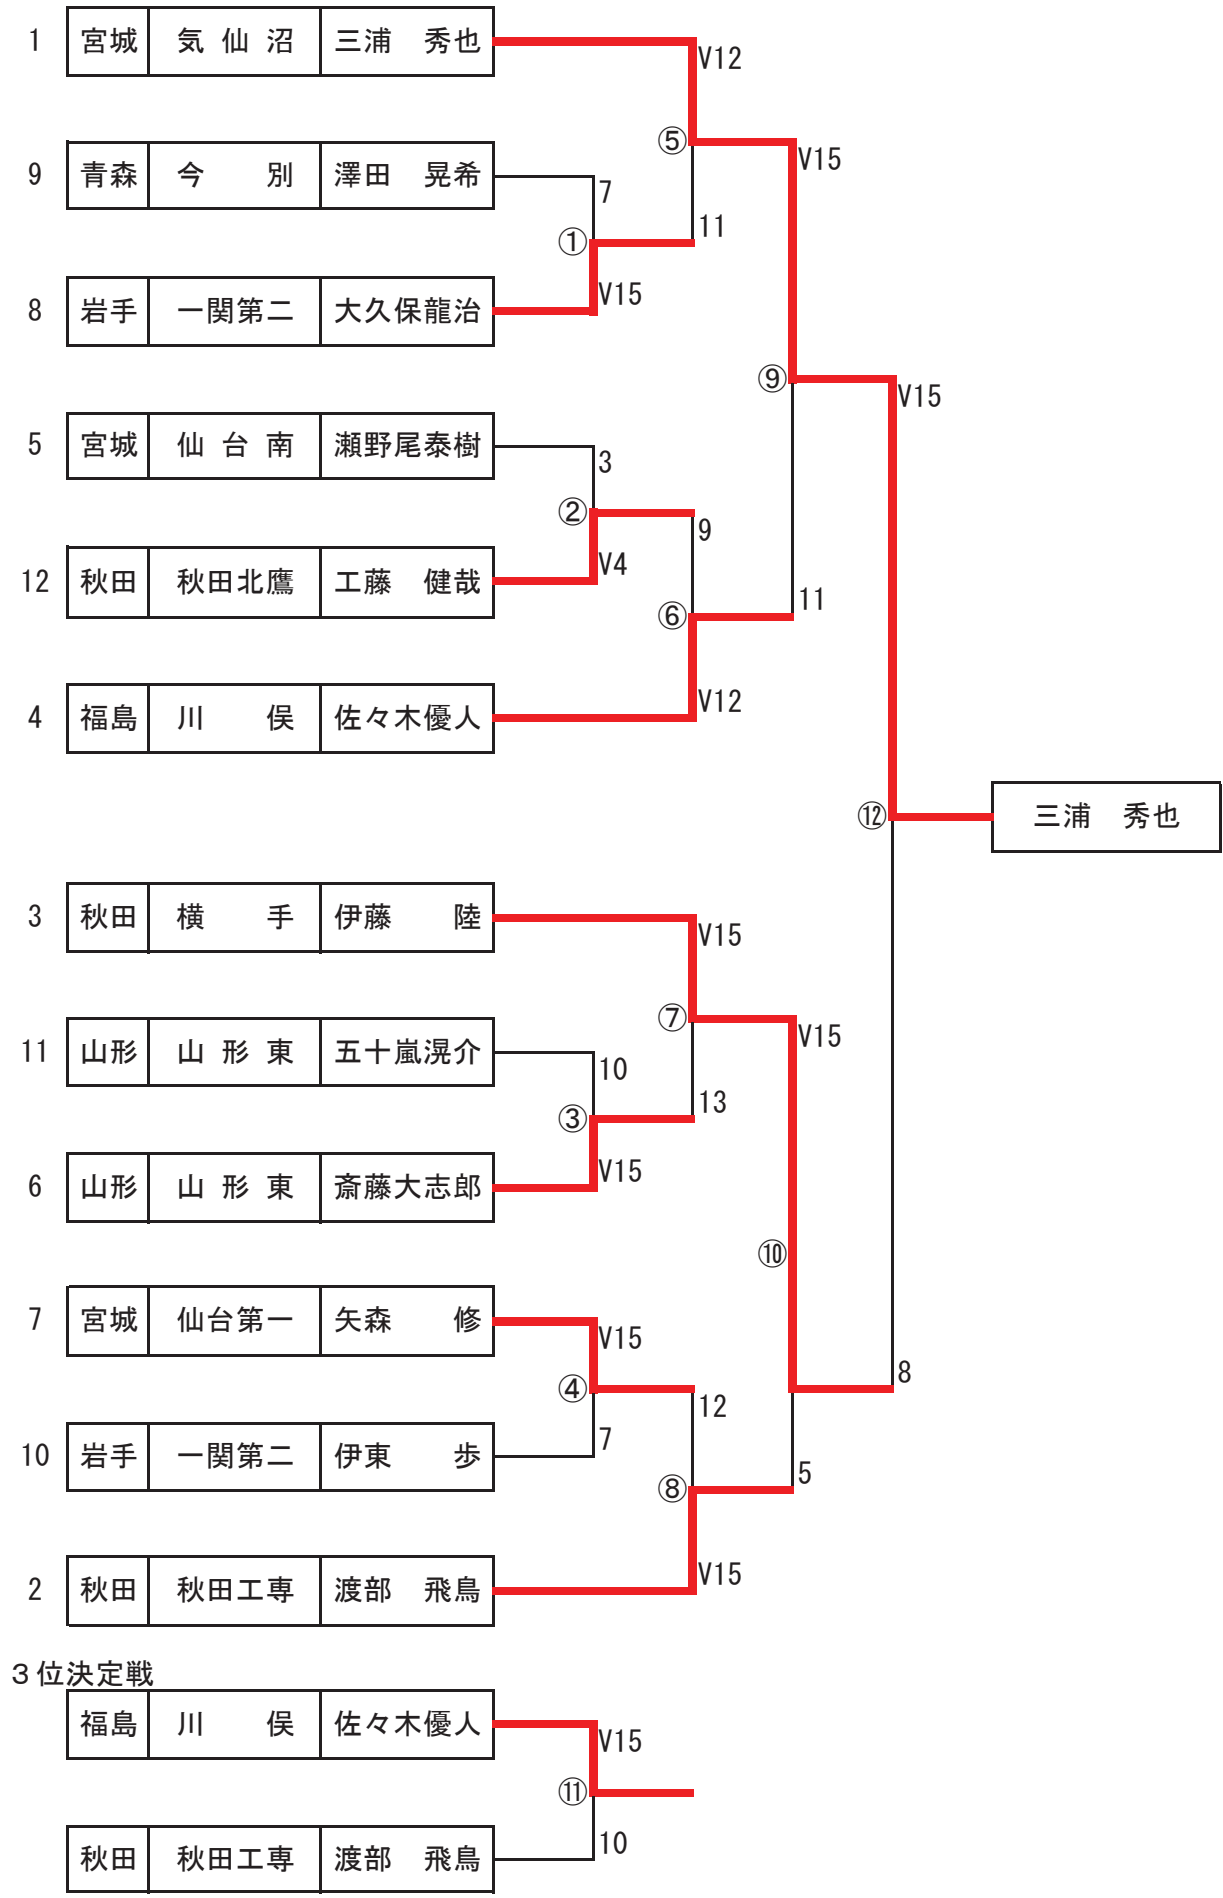 1 宮城 気仙沼 三浦 秀也
V12
⑤
V15
9 青森 今別 澤田 晃希
7
①
11
8 岩手 一関第二 大久保龍治
V15
⑨
V15
5 宮城 仙台南 瀬野尾泰樹
3
②
9
12 秋田 秋田北鷹 工藤 健哉
V4
⑥
11
4 福島 川俣 佐々木優人
V12
⑫
三浦 秀也
3 秋田 横手 伊藤 陸
V15
⑦
V15
11 山形 山形東 五十嵐滉介
10
③
13
6 山形 山形東 斎藤大志郎
V15
⑩
7 宮城 仙台第一 矢森 修
V15
④
12
8
10 岩手 一関第二 伊東 歩
7
⑧
5
2 秋田 秋田工専 渡部 飛鳥
V15
３位決定戦
福島 川俣 佐々木優人
V15
⑪
秋田 秋田工専 渡部 飛鳥
10